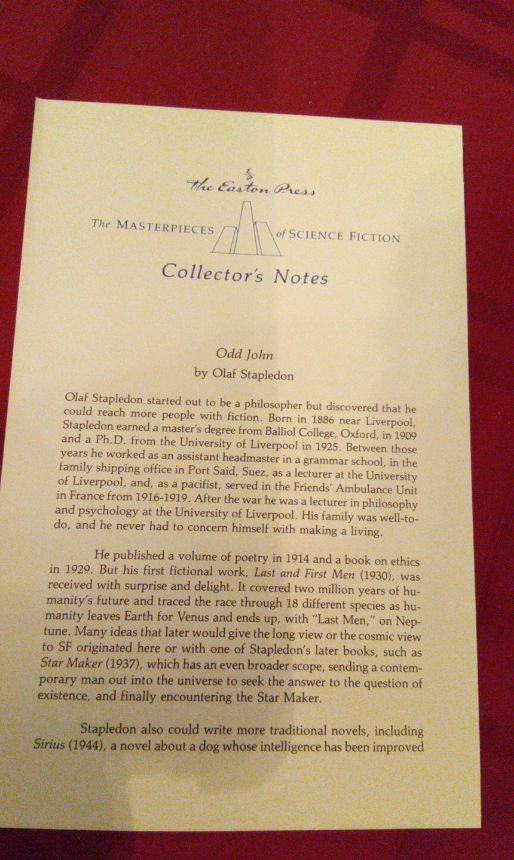 The Easton Press
The MASTERPIECES of SCIENCE FICTION
Collector's Notes
Odd John
by Olaf Stapledon
Olaf Stapledon started out to be a philosopher but discovered that he
could reach more people with fiction. Born in 1886 near Liverpool,
Stapledon earned a master's degree from Balliol College, Oxford, in 1909
and a Ph.D. from the University of Liverpool in 1925. Between those
years he worked as an assistant headmaster in a grammar school, in the
family shipping office in Port Said, Suez, as a lecturer at the University
of Liverpool, and, as a pacifist, served in the Friends' Ambulance Unit
in France from 1916-1919. After the war he was a lecturer in philosophy
and psychology at the University of Liverpool. His family was well-to-
do, and he never had to concern himself with making a living.
He published a volume of poetry in 1914 and a book on ethics
in 1929. But his first fictional work, Last and First Men (1930), was
received with surprise and delight. It covered two million years of hu-
manity's future and traced the race through 18 different species as hu-
manity leaves Earth for Venus and ends up, with "Last Men," on Nep-
tune. Many ideas that later would give the long view or the cosmic view
to SF originated here or with one of Stapledon's later books, such as
Star Maker (1937), which has an even broader scope, sending a contem-
porary man out into the universe to seek the answer to the question of
existence, and finally encountering the Star Maker.
Stapledon also could write more traditional novels, including
Sirius (1944), a novel about a dog whose intelligence has been improved